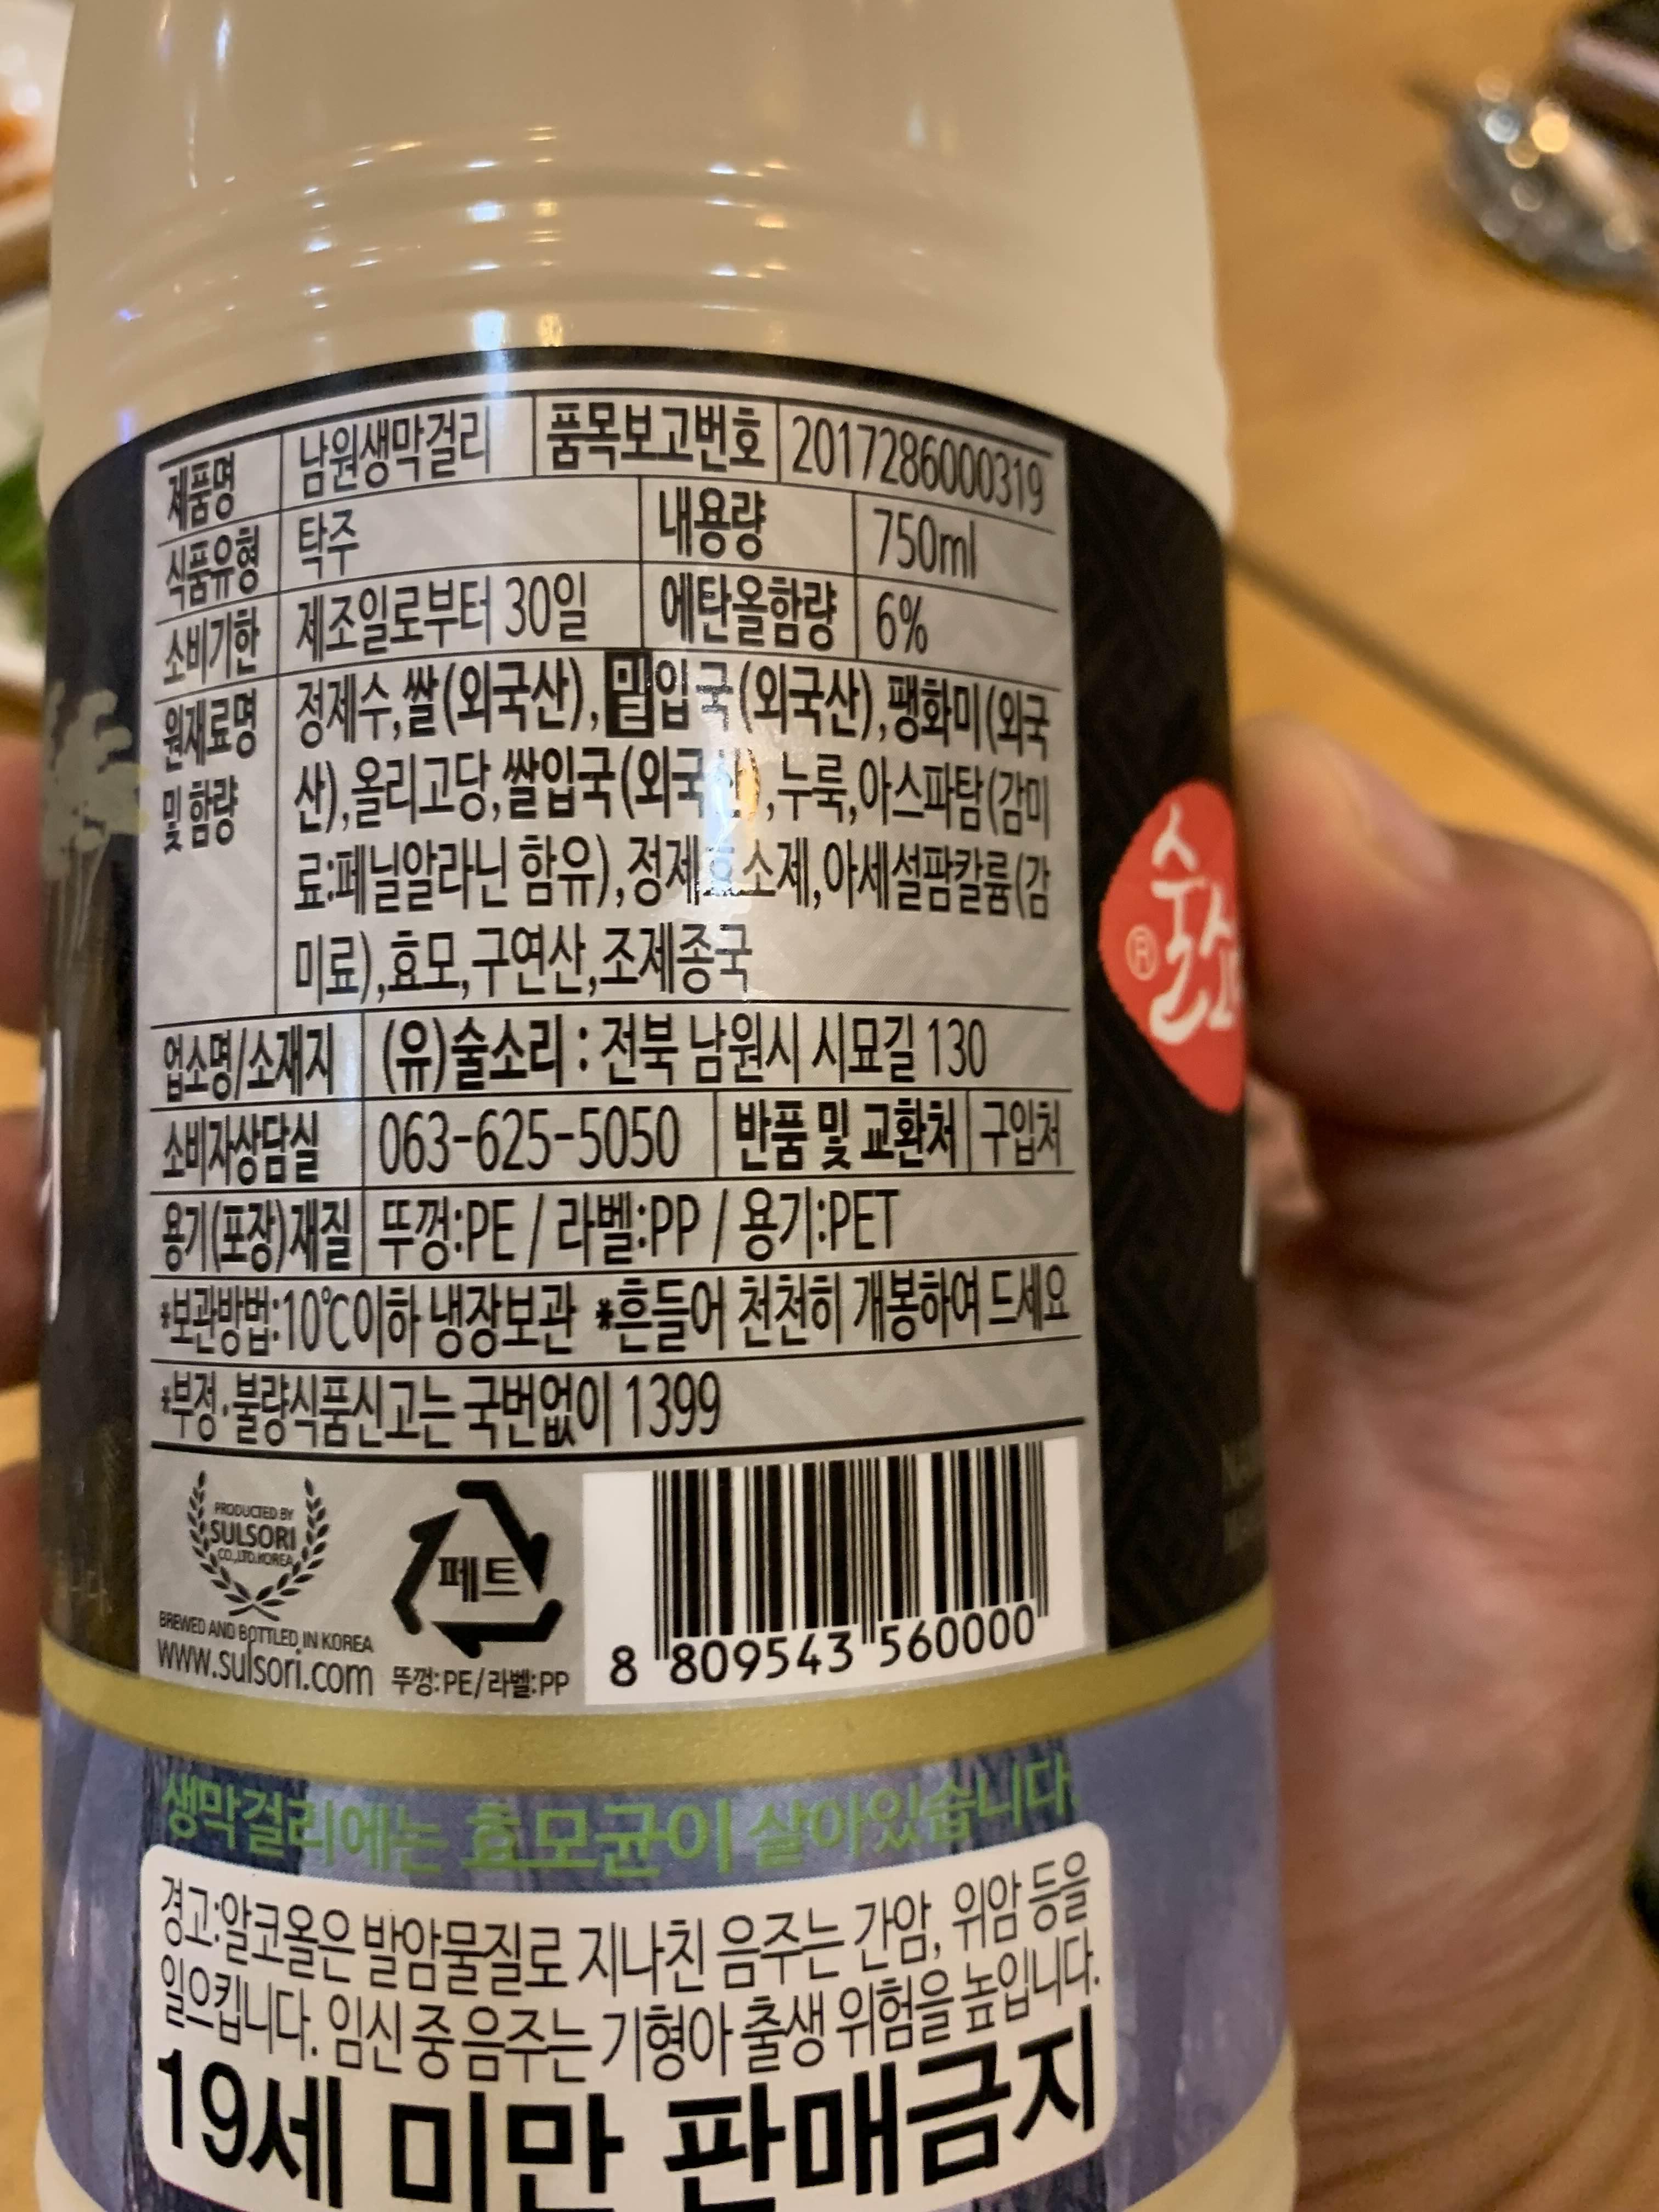 제품명 남원생막걸리 품목보고번호 2017286000319
식품유형 탁주 내용량 750ml
소비기한 제조일로부터 30일 에탄올함량 6%
원재료명 정제수,쌀(외국산),밀입국(외국산),팽화미(외국
및 함량 산),올리고당,쌀입국(외국산),누룩,아스파탐(감미
료:페닐알라닌 함유),정제효소제,아세설팜칼륨(감
미료),효모,구연산,조제종국
업소명/소재지 (유)술소리 : 전북 남원시 시묘길 130
소비자상담실 063-625-5050 반품 및 교환처 구입처
용기(포장)재질 뚜껑:PE / 라벨:PP / 용기:PET
*보관방법:10℃이하 냉장보관 *흔들어 천천히 개봉하여 드세요
*부정·불량식품신고는 국번없이 1399
PRODUCTED BY
SULSORI
CO.,LTD.KOREA
BREWED AND BOTTLED IN KOREA
www.sulsori.com
페트
뚜껑:PE/라벨:PP
8 809543 560000
생막걸리에는 효모균이 살아있습니다.
경고:알코올은 발암물질로 지나친 음주는 간암, 위암 등을
일으킵니다. 임신 중 음주는 기형아 출생 위험을 높입니다.
19세 미만 판매금지
술
®